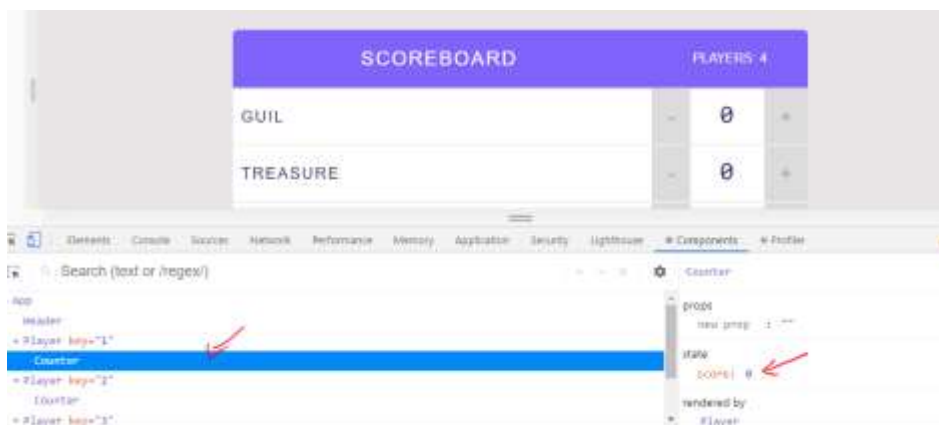 SCOREBOARD PLAYERS: 4
GUIL - 0 +
TREASURE - 0 +
Elements Console Sources Network Performance Memory Application Security Lighthouse Components Profiler
Search (text or /regex/) Counter
App
Header
Player key="1"
Counter
Player key="2"
Counter
Player key="3"
props
new prop : ""
state
score: 0
rendered by
Player